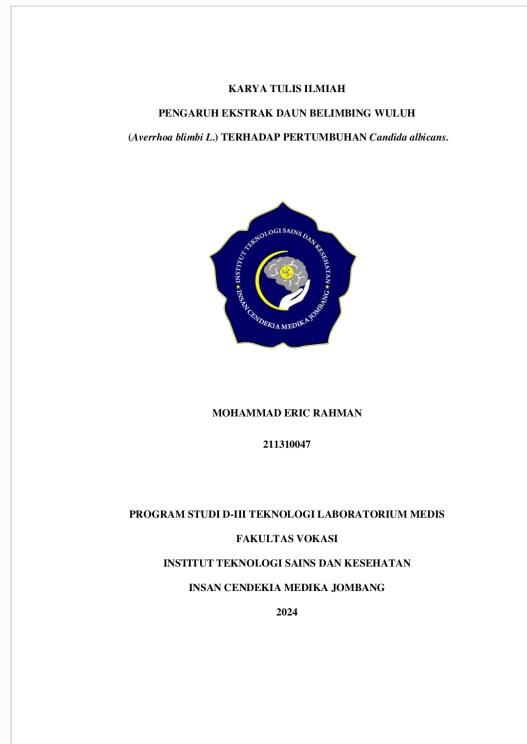 KARYA TULIS ILMIAH
PENGARUH EKSTRAK DAUN BELIMBING WULUH
(Averrhoa blimbi L.) TERHADAP PERTUMBUHAN Candida albicans.
INSTITUT TEKNOLOGI SAINS DAN KESEHATAN
INSAN CENDEKIA MEDIKA JOMBANG
MOHAMMAD ERIC RAHMAN
211310047
PROGRAM STUDI D-III TEKNOLOGI LABORATORIUM MEDIS
FAKULTAS VOKASI
INSTITUT TEKNOLOGI SAINS DAN KESEHATAN
INSAN CENDEKIA MEDIKA JOMBANG
2024